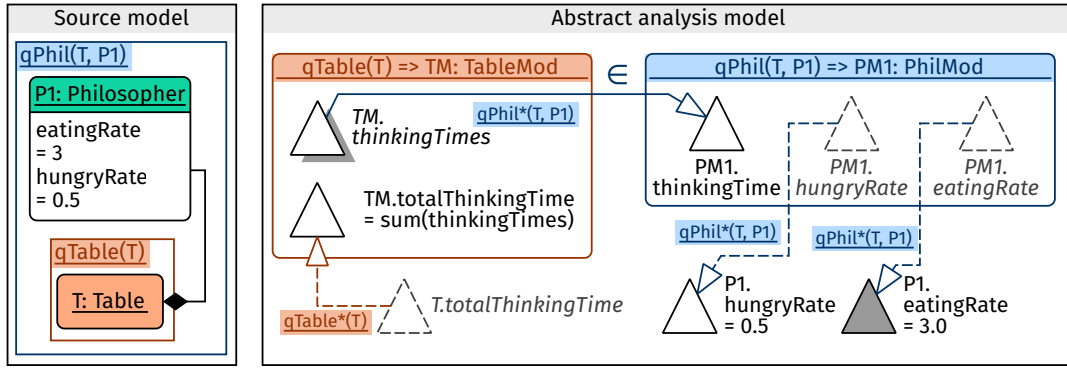 Source model
qPhil(T, P1)
P1: Philosopher
eatingRate
= 3
hungryRate
= 0.5
qTable(T)
T: Table
Abstract analysis model
qTable(T) => TM: TableMod
TM.
thinkingTimes
qPhil*(T, P1)
TM.totalThinkingTime
= sum(thinkingTimes)
qTable*(T)
T.totalThinkingTime
∈
qPhil(T, P1) => PM1: PhilMod
PM1.
thinkingTime
PM1.
hungryRate
PM1.
eatingRate
qPhil*(T, P1)
qPhil*(T, P1)
P1.
hungryRate
= 0.5
P1.
eatingRate
= 3.0